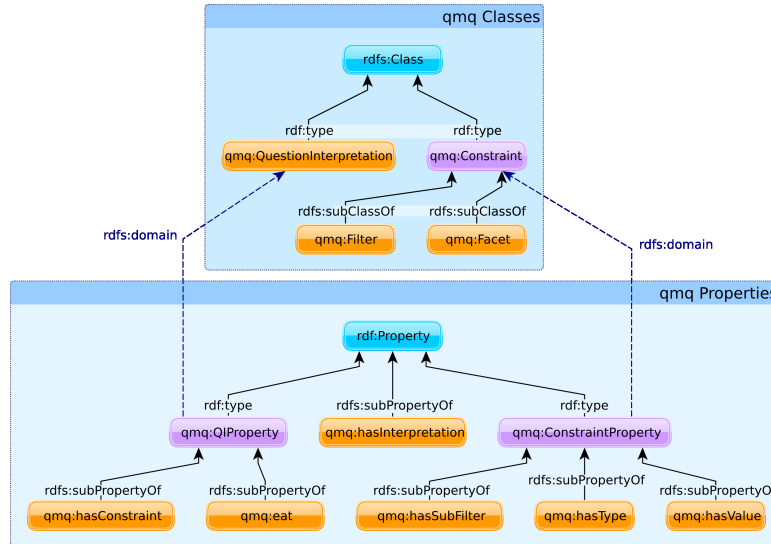 qmq Classes
rdfs:Class
rdf:type rdf:type
qmq:QuestionInterpretation qmq:Constraint
rdfs:subClassOf rdfs:subClassOf
rdfs:domain
qmq:Filter qmq:Facet
rdfs:domain
qmq Properties
rdf:Property
rdf:type rdfs:subPropertyOf rdf:type
qmq:QIProperty qmq:hasInterpretation qmq:ConstraintProperty
rdfs:subPropertyOf rdfs:subPropertyOf rdfs:subPropertyOf rdfs:subPropertyOf rdfs:subPropertyO
qmq:hasConstraint qmq:eat qmq:hasSubFilter qmq:hasType qmq:hasValue